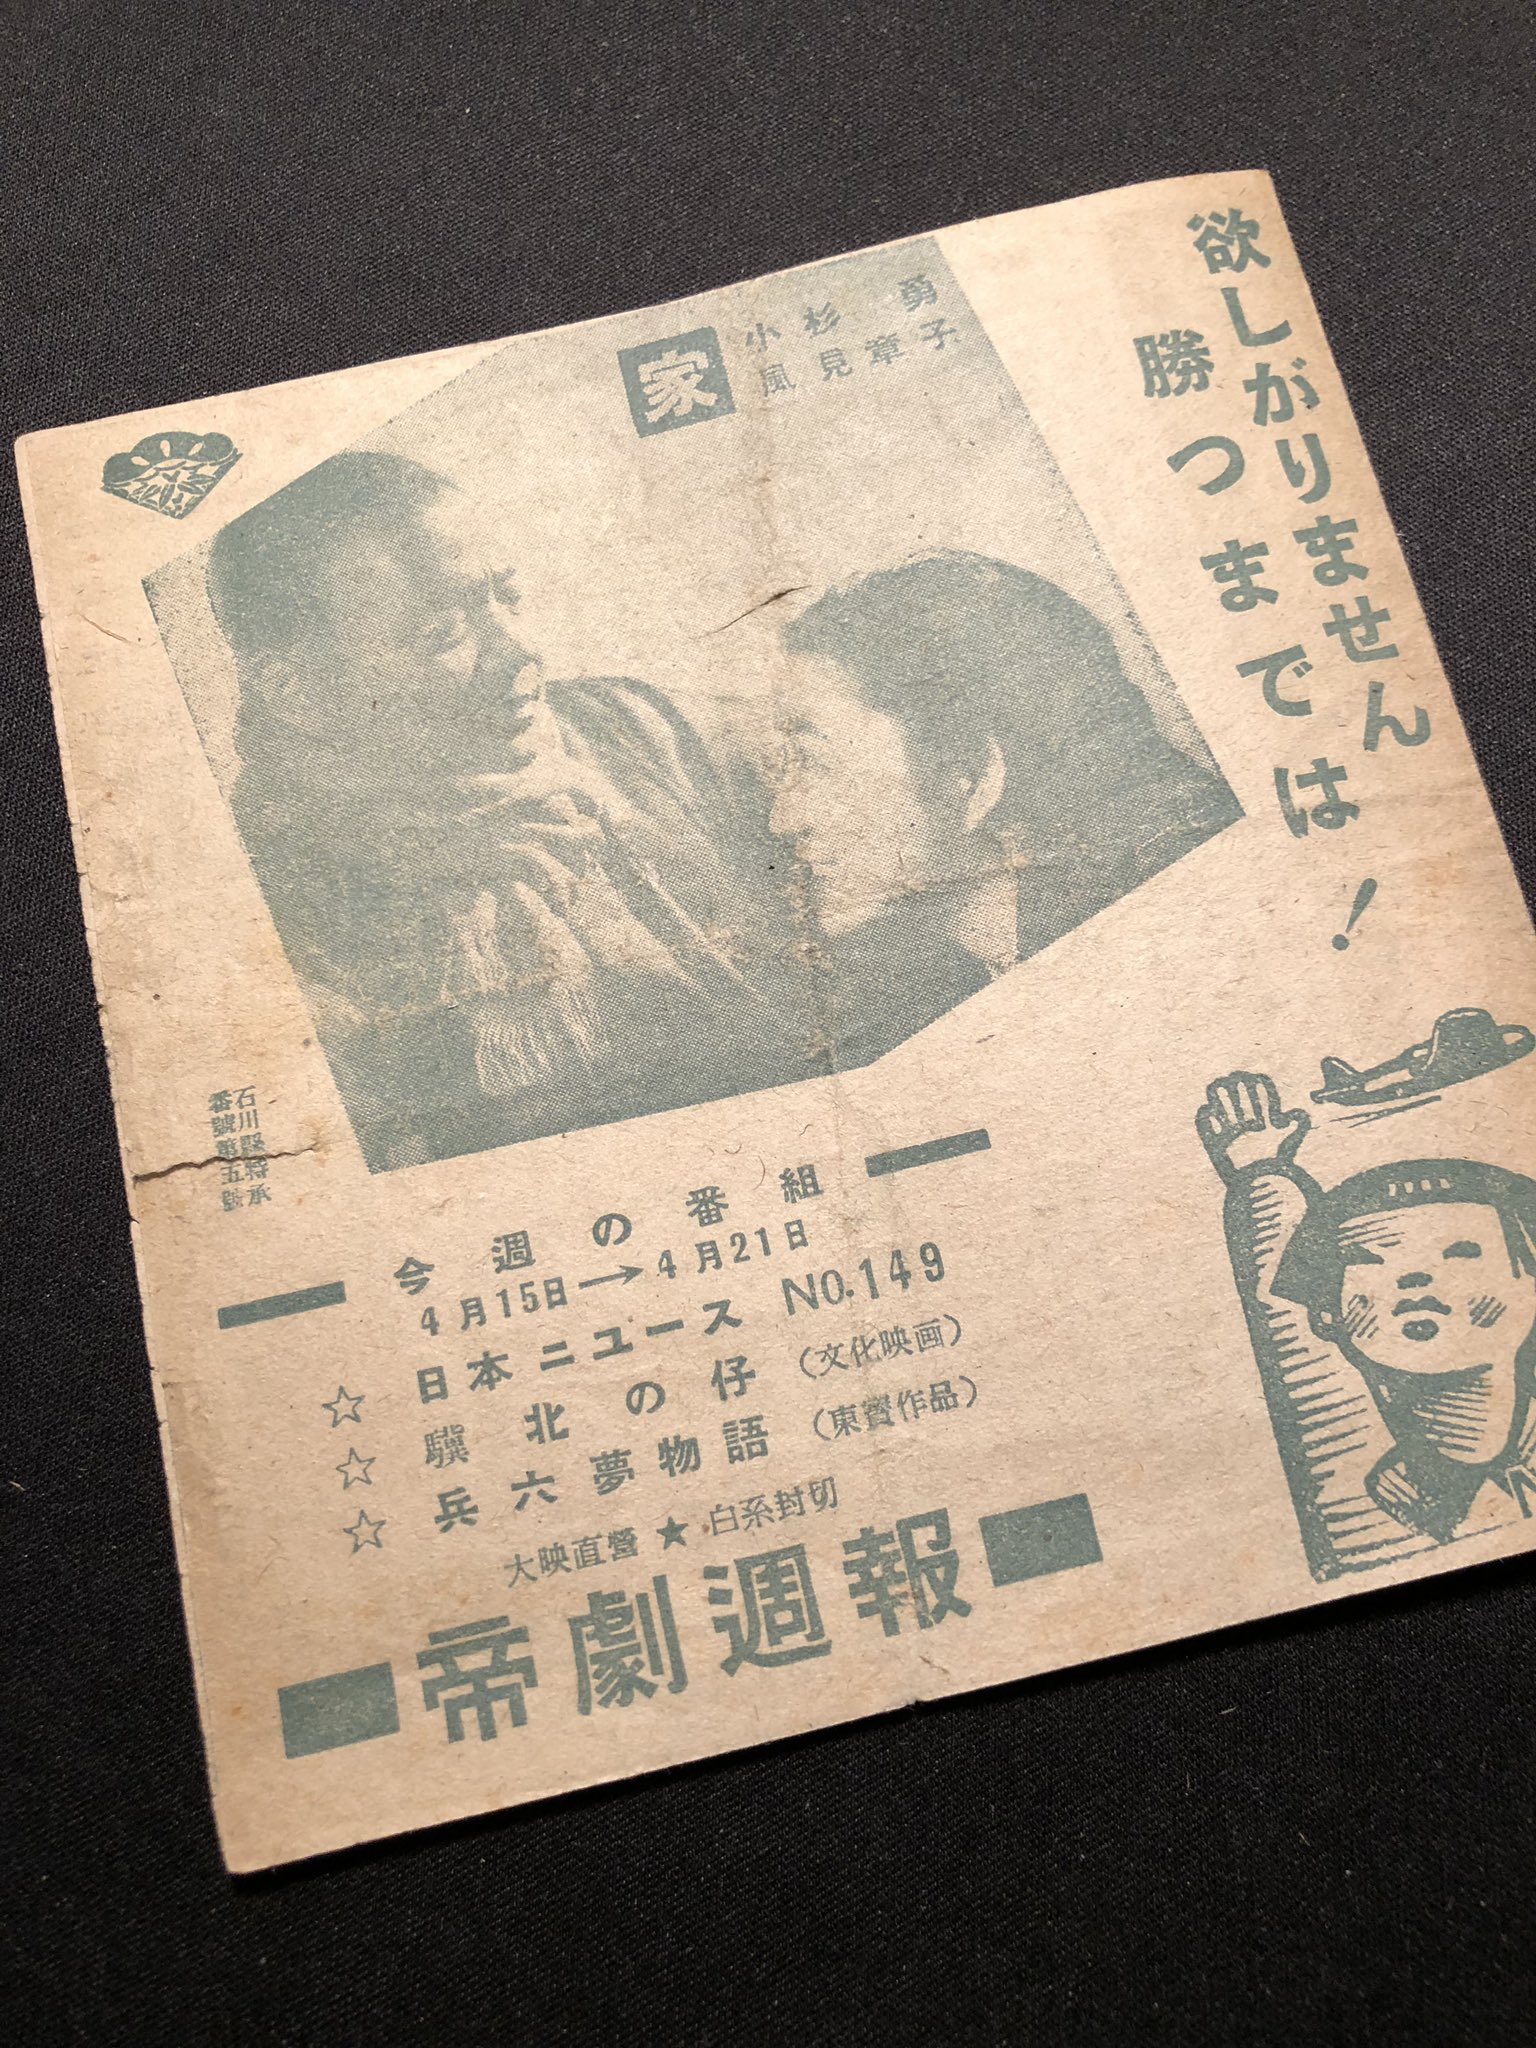 欲しがりません
勝つまでは!
家
小杉 勇
風見章子
石川縣特承
番號第五號
今週の番組
4月15日→4月21日
☆ 日本ニユース No.149
☆ 驥北の仔 (文化映画)
☆ 兵六夢物語 (東寶作品)
大映直營★白系封切
帝劇週報